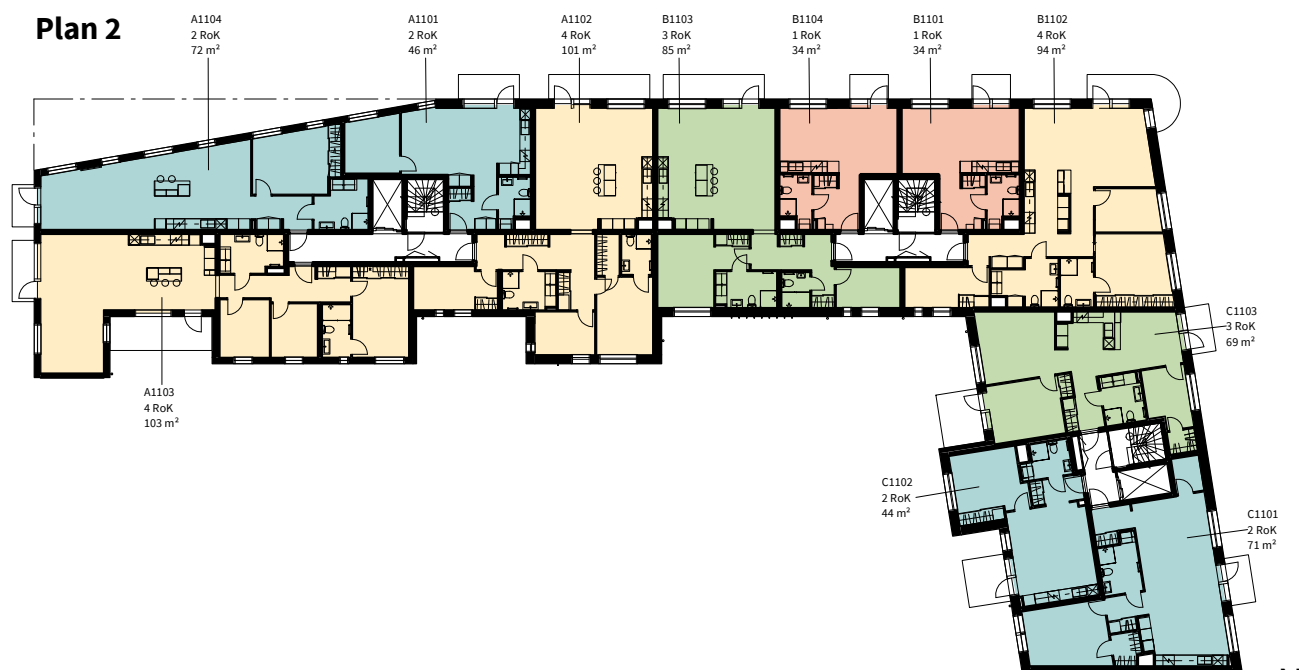 Plan 2
A1104
2 RoK
72 m²
A1101
2 RoK
46 m²
A1102
4 RoK
101 m²
B1103
3 RoK
85 m²
B1104
1 RoK
34 m²
B1101
1 RoK
34 m²
B1102
4 RoK
94 m²
C1103
3 RoK
69 m²
A1103
4 RoK
103 m²
C1102
2 RoK
44 m²
C1101
2 RoK
71 m²